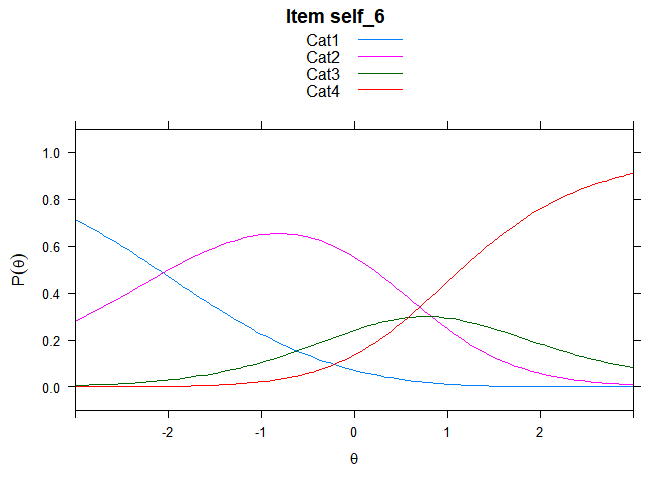 Item self_6
Cat1
Cat2
Cat3
Cat4
1.0
0.8
0.6
0.4
0.2
0.0
P(θ)
-2 -1 0 1 2
θ